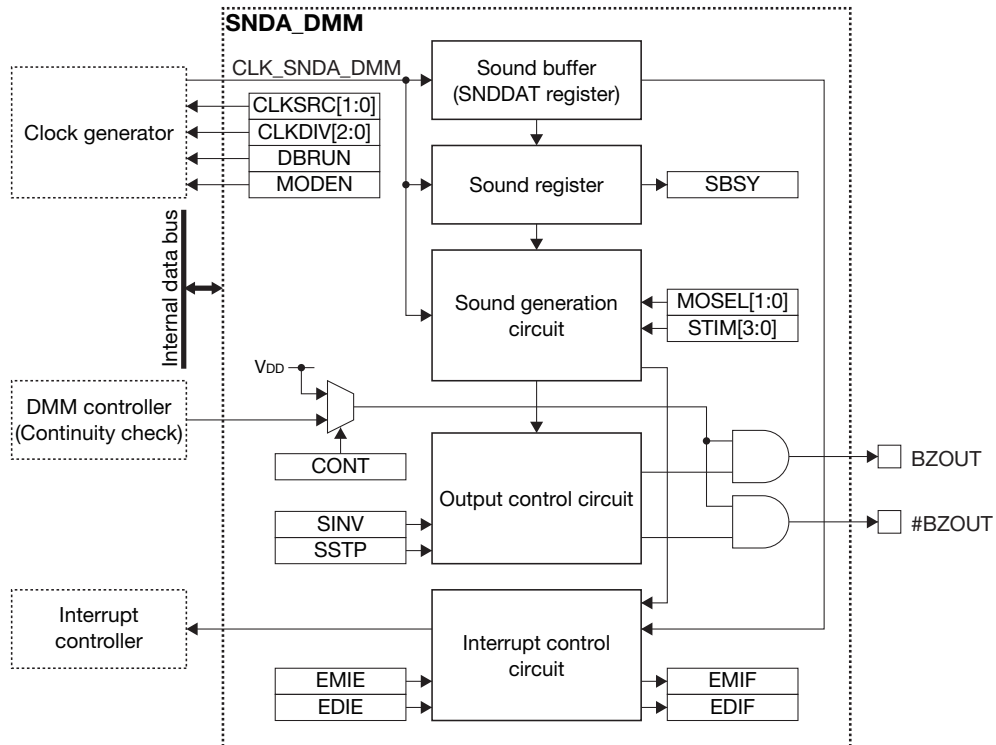 SNDA_DMM
CLK_SNDA_DMM
Clock generator
CLKSRC[1:0]
CLKDIV[2:0]
DBRUN
MODEN
Sound buffer
(SNDDAT register)
Sound register
SBSY
Internal data bus
Sound generation
circuit
MOSEL[1:0]
STIM[3:0]
VDD
DMM controller
(Continuity check)
CONT
Output control circuit
SINV
SSTP
BZOUT
#BZOUT
Interrupt
controller
Interrupt control
circuit
EMIE
EDIE
EMIF
EDIF